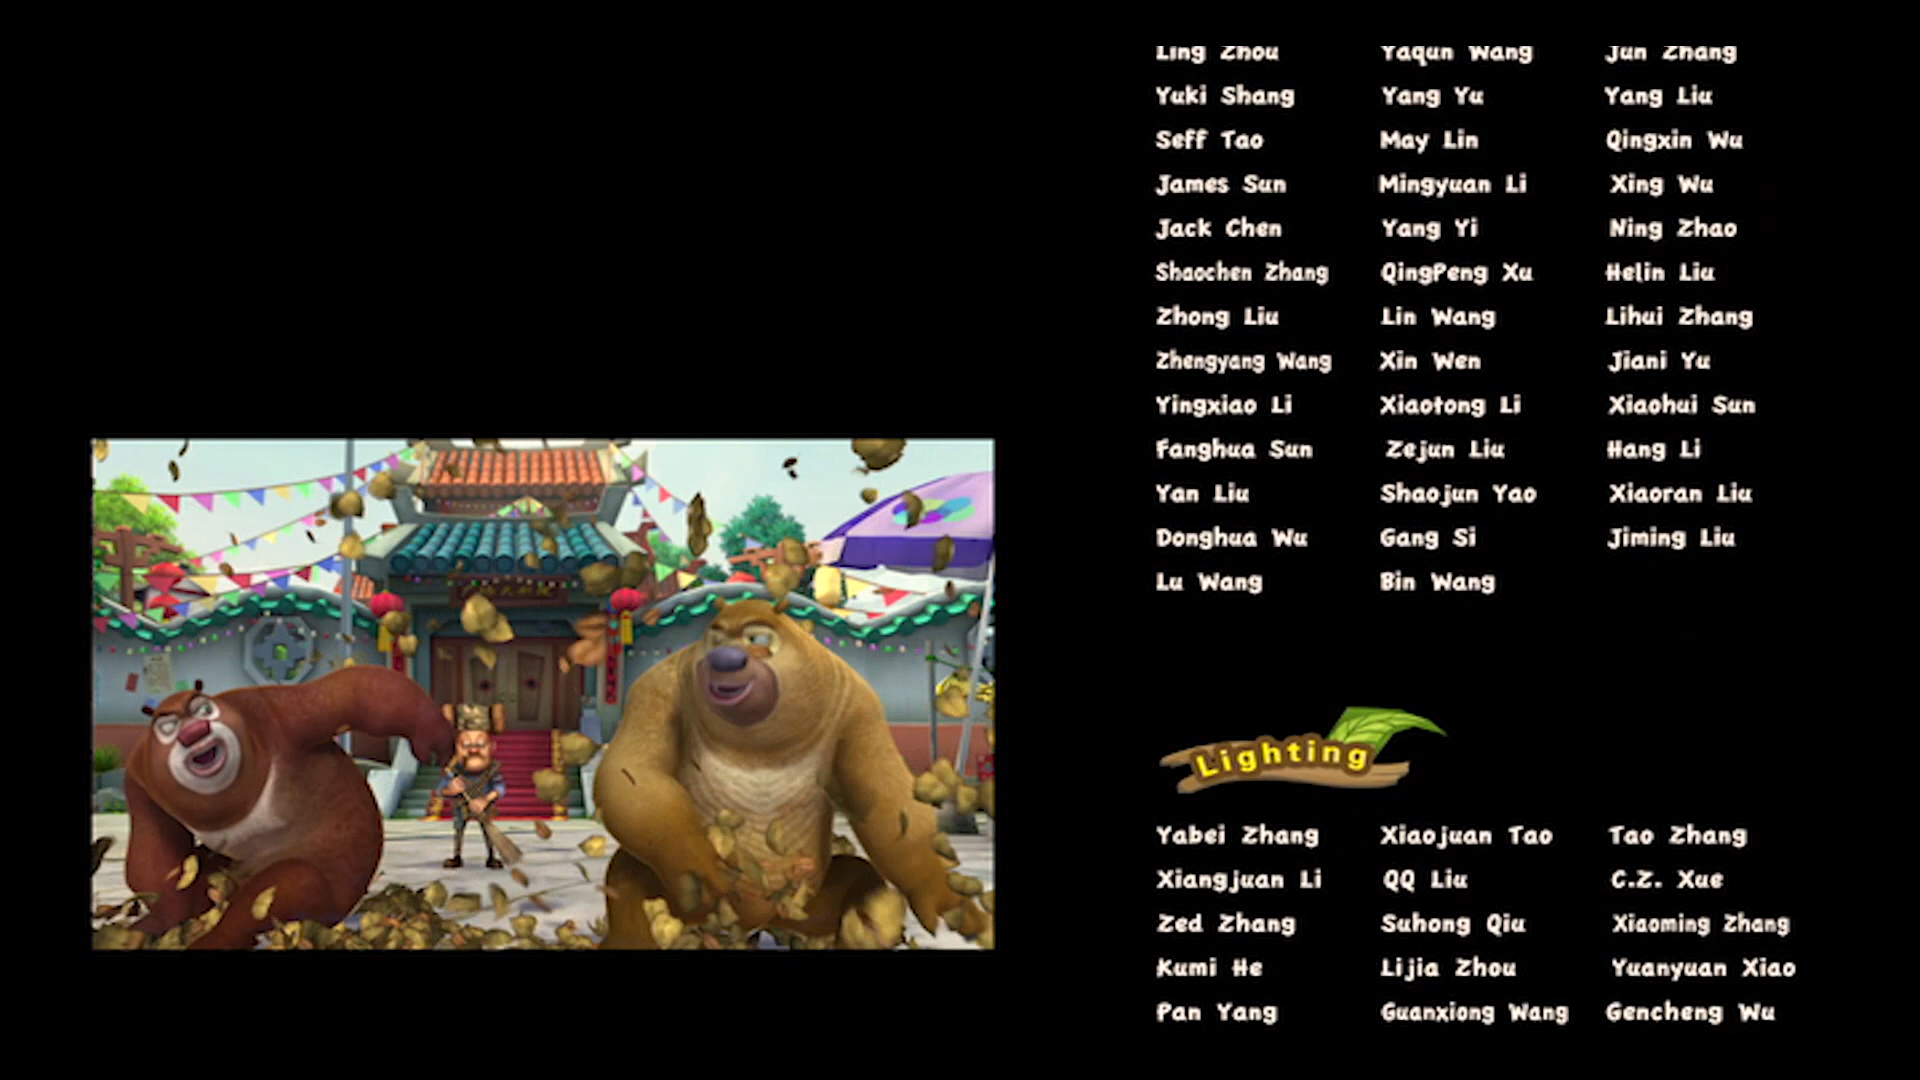 Ling Zhou Yaqun Wang Jun Zhang
Yuki Shang Yang Yu Yang Liu
Seff Tao May Lin Qingxin Wu
James Sun Mingyuan Li Xing Wu
Jack Chen Yang Yi Ning Zhao
Shaochen Zhang QingPeng Xu Helin Liu
Zhong Liu Lin Wang Lihui Zhang
Zhengyang Wang Xin Wen Jiani Yu
Yingxiao Li Xiaotong Li Xiaohui Sun
Fanghua Sun Zejun Liu Hang Li
Yan Liu Shaojun Yao Xiaoran Liu
Donghua Wu Gang Si Jiming Liu
Lu Wang Bin Wang
Lighting
Yabei Zhang Xiaojuan Tao Tao Zhang
Xiangjuan Li QQ Liu C.Z. Xue
Zed Zhang Suhong Qiu Xiaoming Zhang
Kumi He Lijia Zhou Yuanyuan Xiao
Pan Yang Guanxiong Wang Gencheng Wu